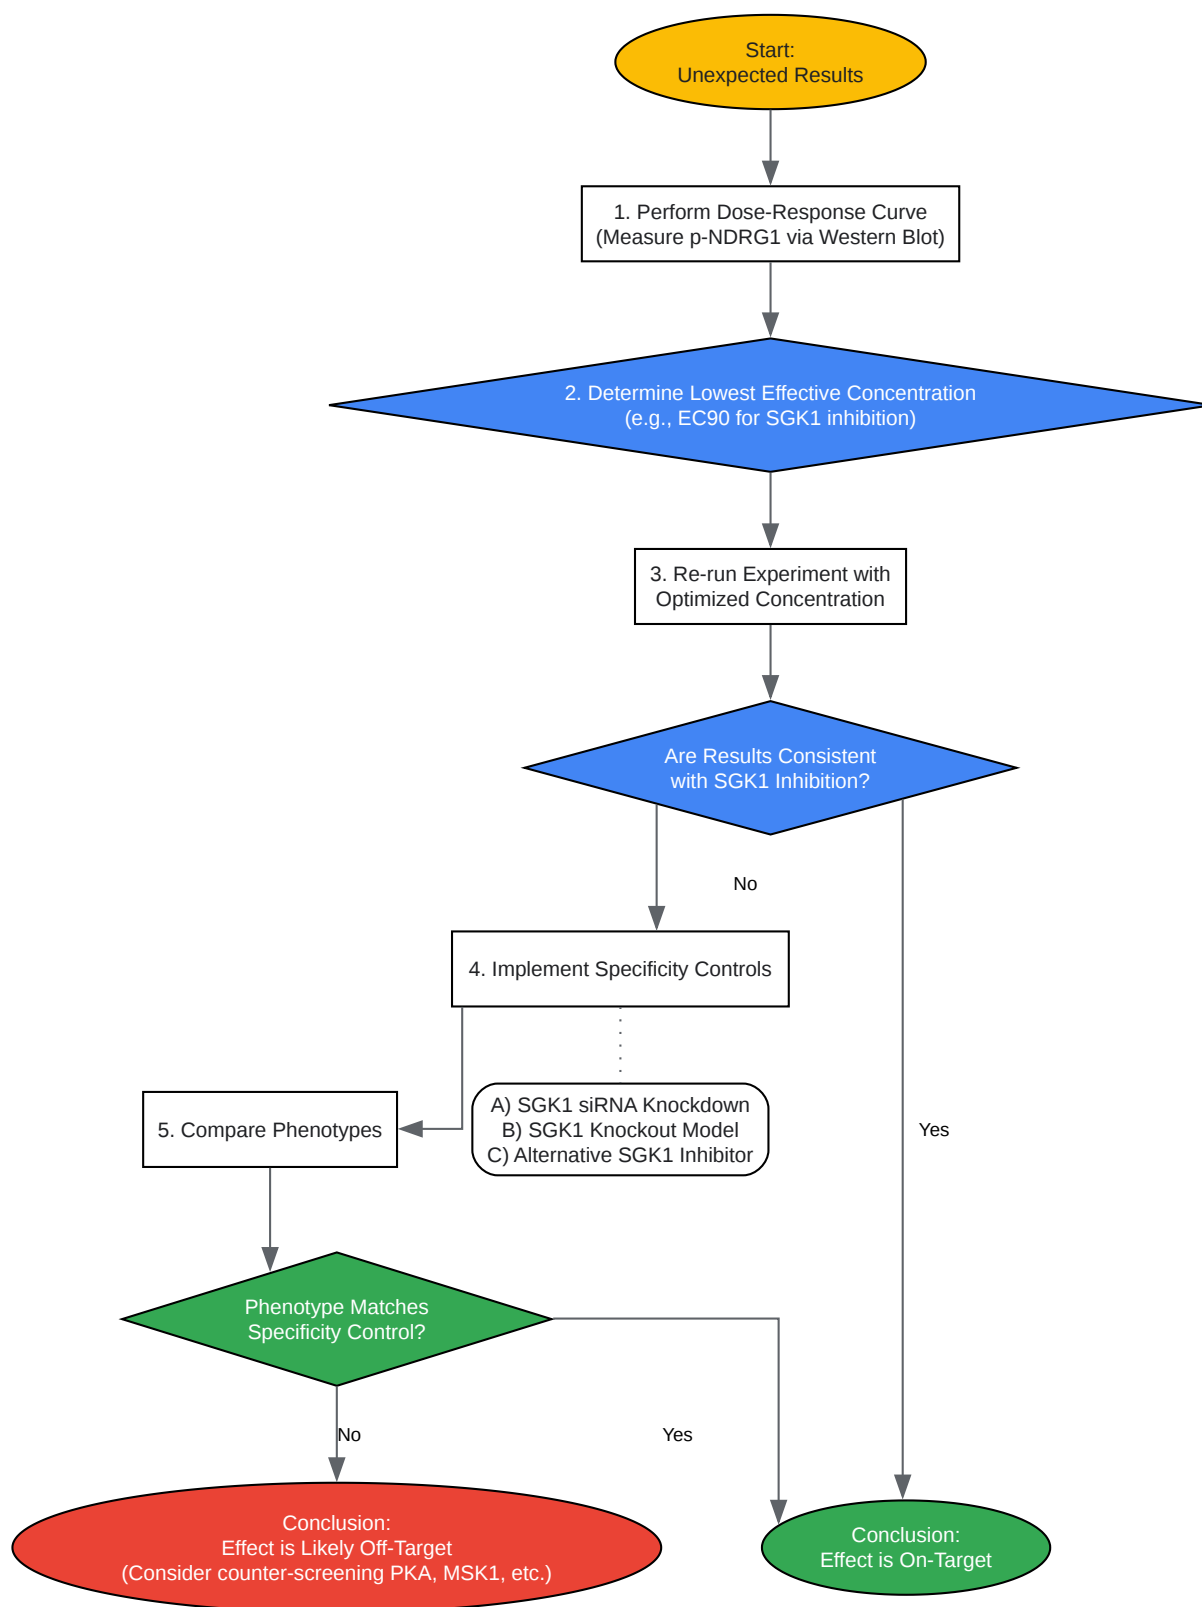 Start:
Unexpected Results
1. Perform Dose-Response Curve
(Measure p-NDRG1 via Western Blot)
2. Determine Lowest Effective Concentration
(e.g., EC90 for SGK1 inhibition)
3. Re-run Experiment with
Optimized Concentration
Are Results Consistent
with SGK1 Inhibition?
No
4. Implement Specificity Controls
A) SGK1 siRNA Knockdown
B) SGK1 Knockout Model
C) Alternative SGK1 Inhibitor
5. Compare Phenotypes
Yes
Phenotype Matches
Specificity Control?
No
Yes
Conclusion:
Effect is Likely Off-Target
(Consider counter-screening PKA, MSK1, etc.)
Conclusion:
Effect is On-Target